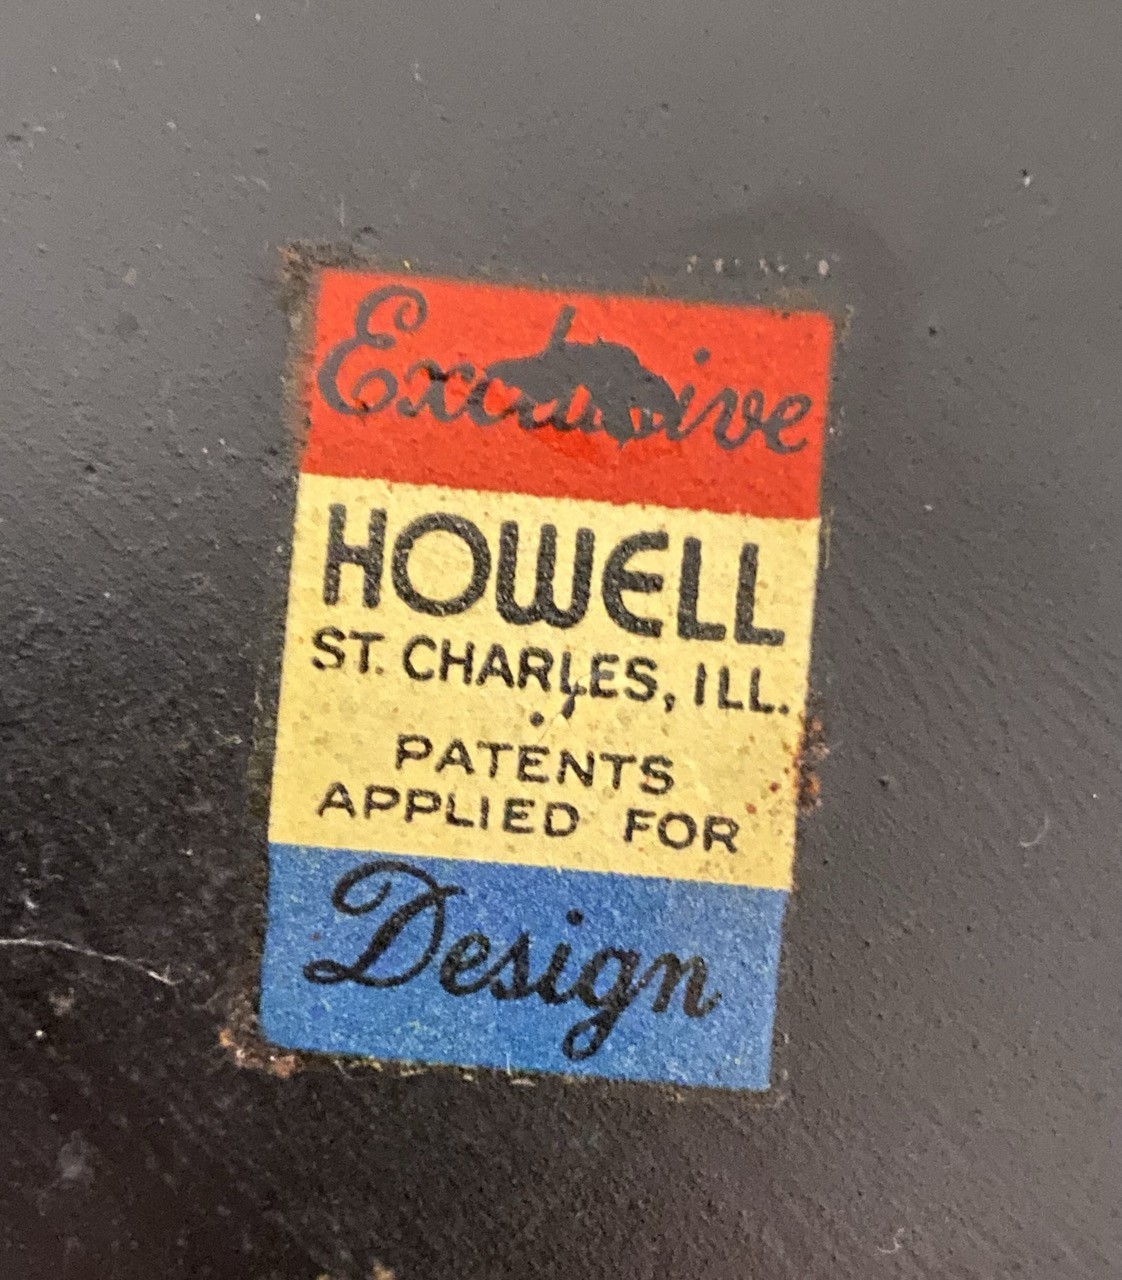 Exclusive
HOWELL
ST. CHARLES, ILL.
PATENTS
APPLIED FOR
Design